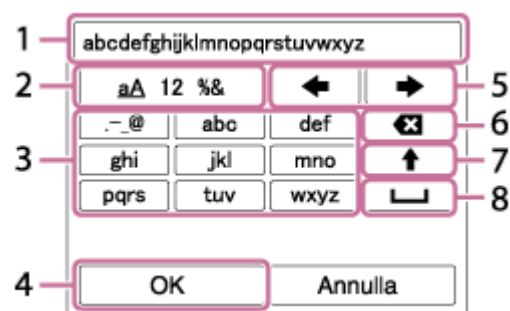 1 abcdefghijklmnopqrstuvwxyz
2 aA 12 %& 5
.-_@ abc def 6
3 ghi jkl mno 7
pqrs tuv wxyz 8
4 OK Annulla